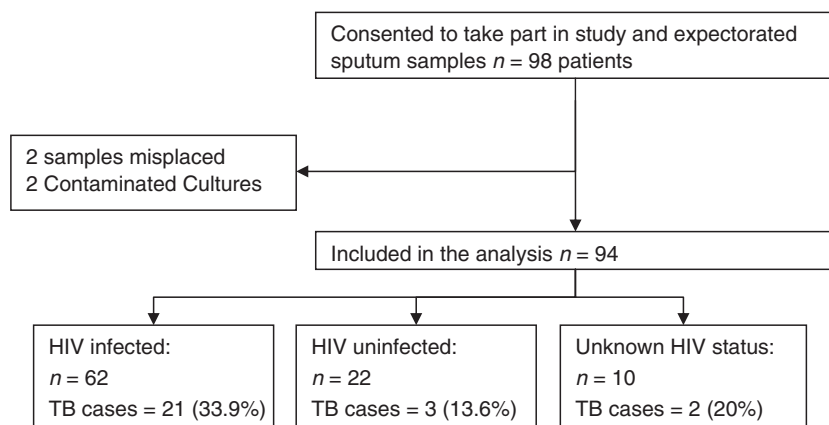 Consented to take part in study and expectorated
sputum samples n = 98 patients
2 samples misplaced
2 Contaminated Cultures
Included in the analysis n = 94
HIV infected:
n = 62
TB cases = 21 (33.9%)
HIV uninfected:
n = 22
TB cases = 3 (13.6%)
Unknown HIV status:
n = 10
TB cases = 2 (20%)